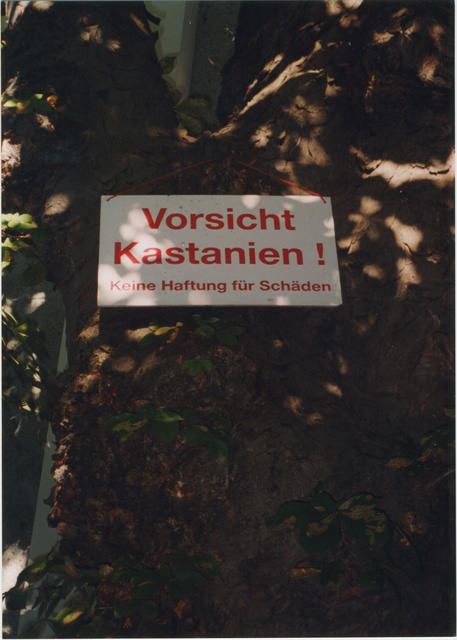 Vorsicht
Kastanien !
Keine Haftung für Schäden